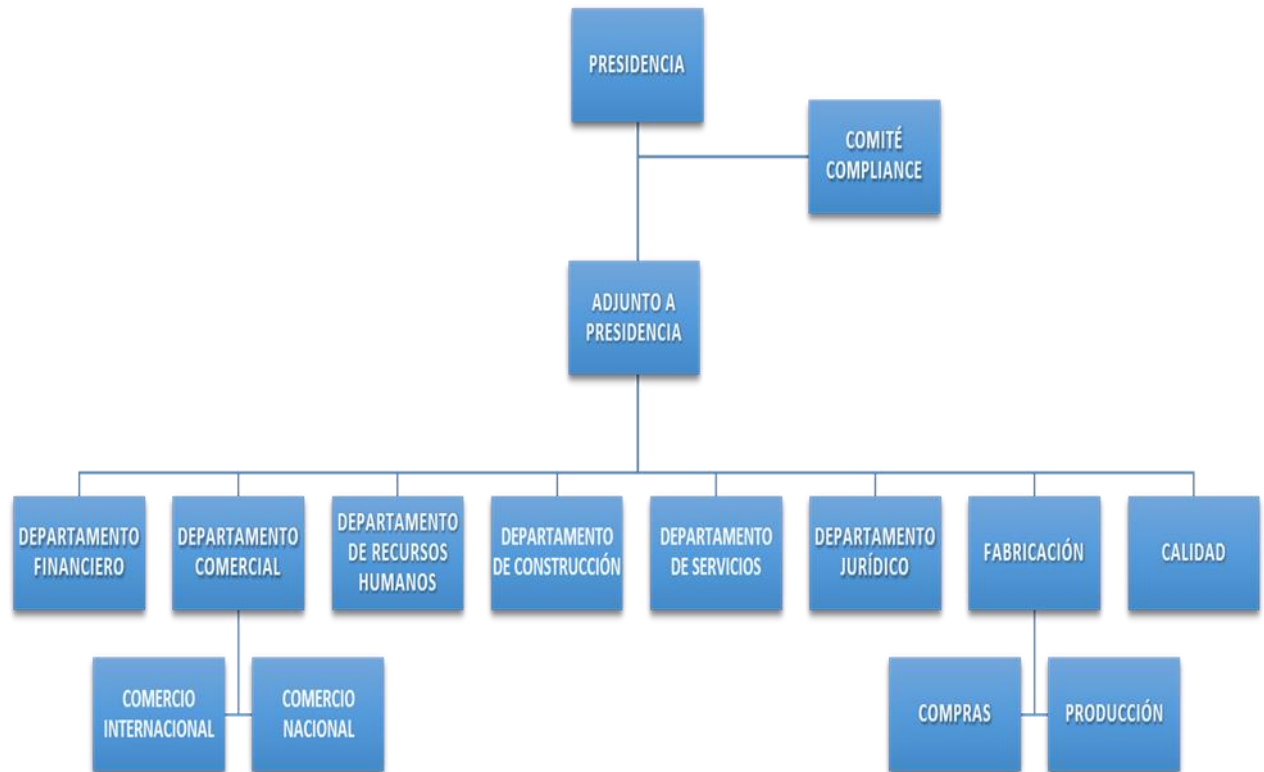 PRESIDENCIA
COMITÉ
COMPLIANCE
ADJUNTO A
PRESIDENCIA
DEPARTAMENTO
FINANCIERO
DEPARTAMENTO
COMERCIAL
DEPARTAMENTO
DE RECURSOS
HUMANOS
DEPARTAMENTO
DE CONSTRUCCIÓN
DEPARTAMENTO
DE SERVICIOS
DEPARTAMENTO
JURÍDICO
FABRICACIÓN
CALIDAD
COMERCIO
INTERNACIONAL
COMERCIO
NACIONAL
COMPRAS
PRODUCCIÓN